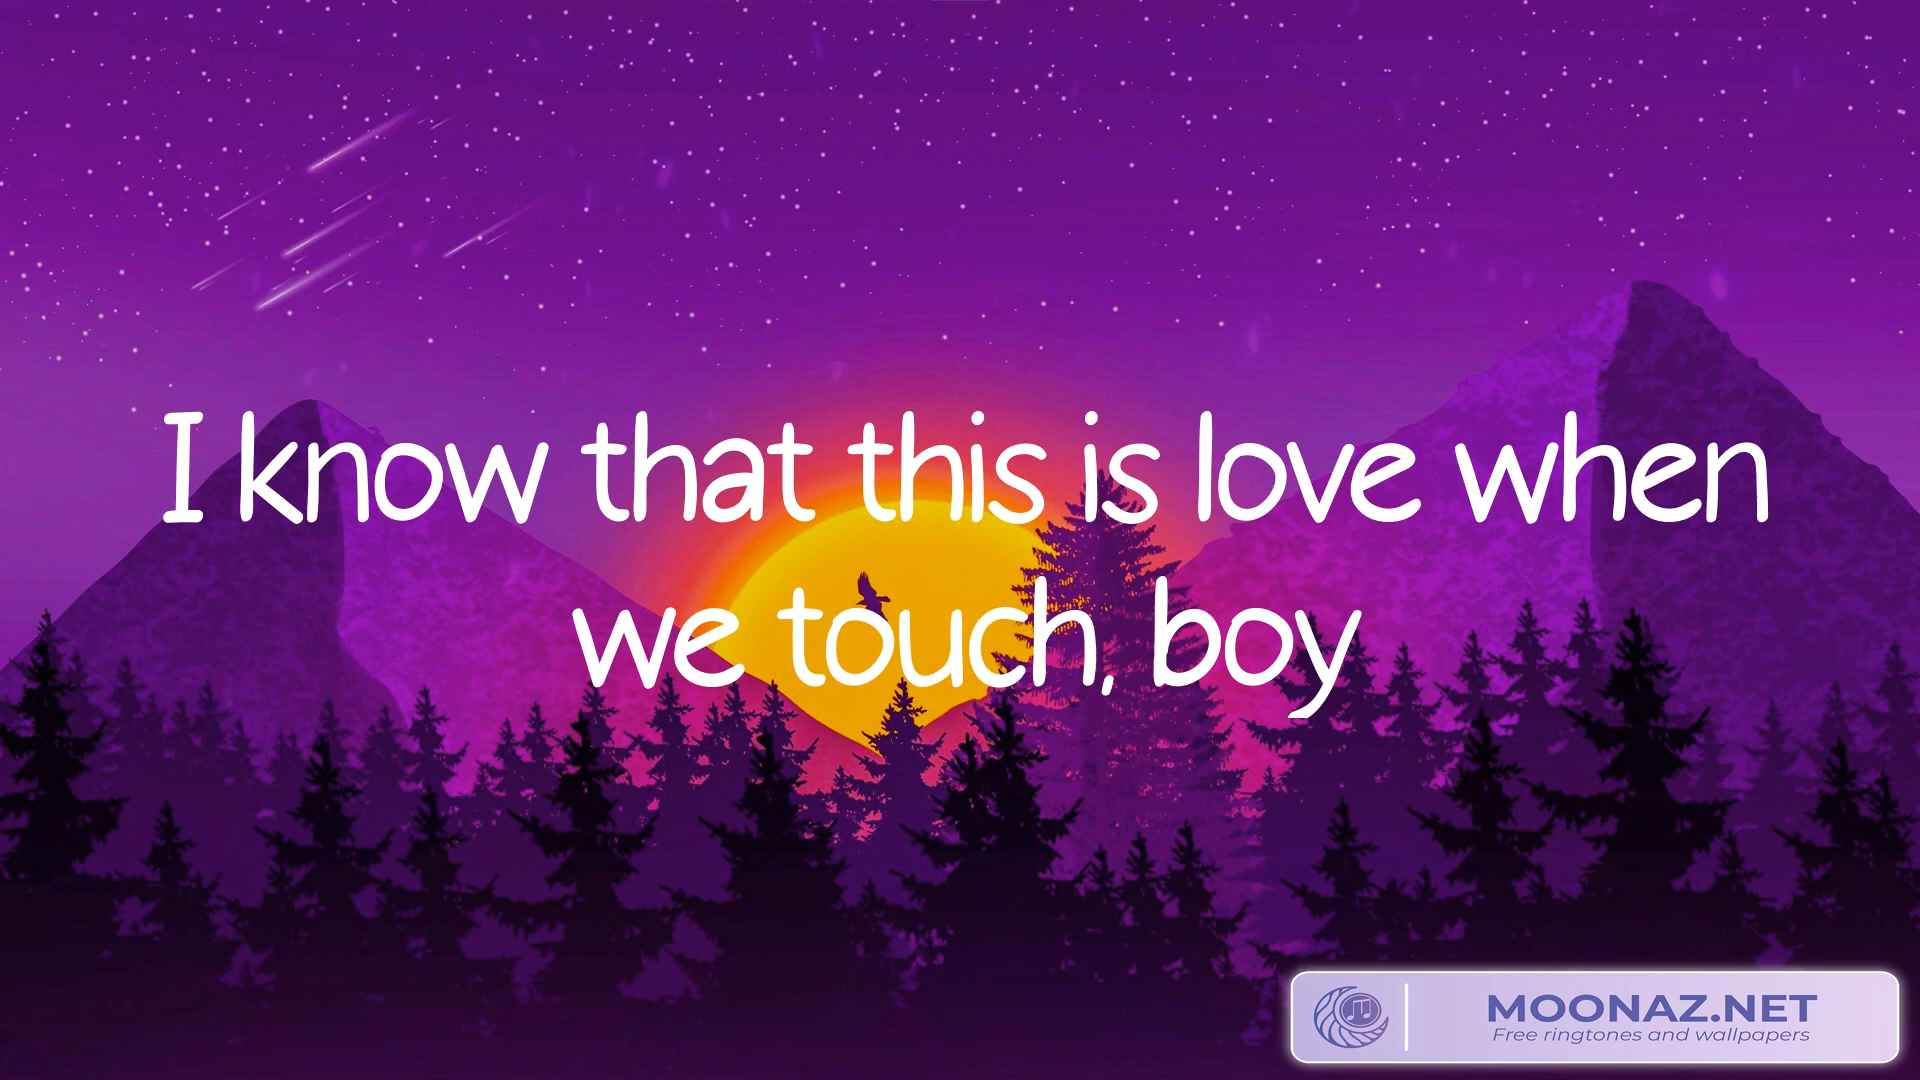 I know that this is love when
we touch, boy
MOONAZ.NET
Free ringtones and wallpapers